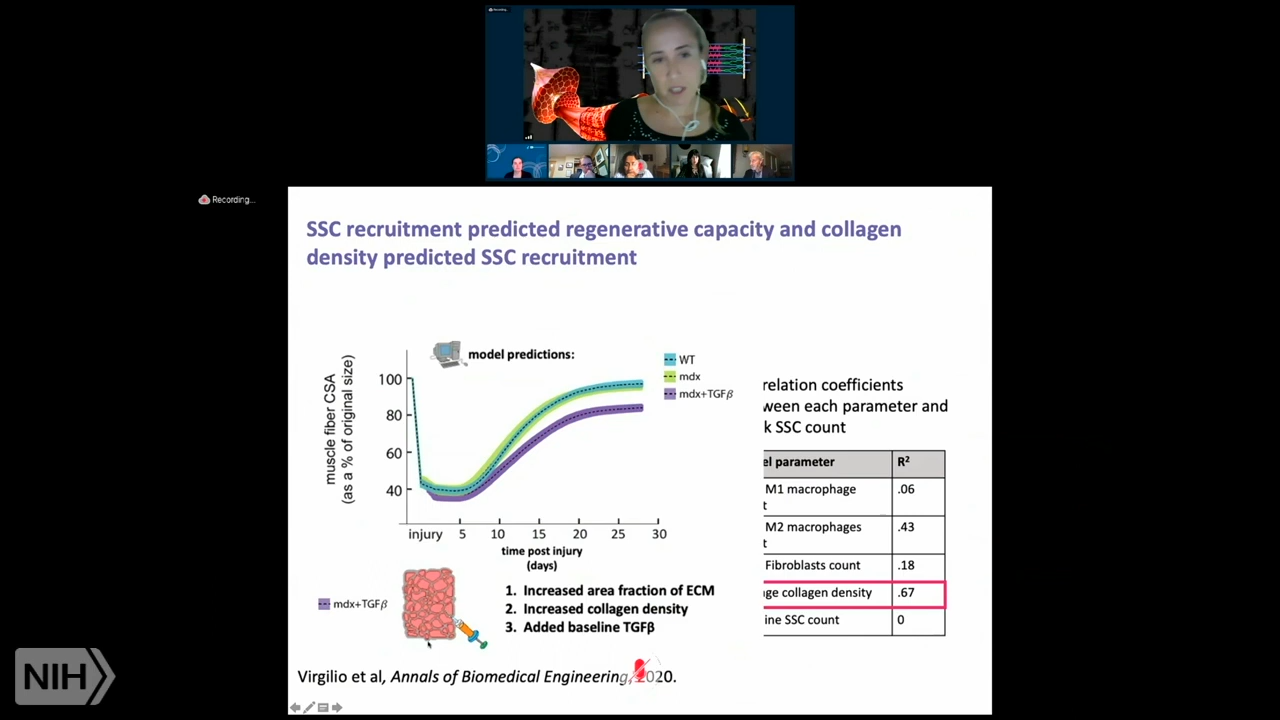 Recording...
SSC recruitment predicted regenerative capacity and collagen
density predicted SSC recruitment
model predictions:
WT
mdx
mdx+TGFβ
muscle fiber CSA
(as a % of original size)
100
80
60
40
injury 5 10 15 20 25 30
time post injury
(days)
relation coefficients
ween each parameter and
k SSC count
el parameter R²
M1 macrophage .06
t
M2 macrophages .43
t
Fibroblasts count .18
ge collagen density .67
ine SSC count 0
mdx+TGFβ
1. Increased area fraction of ECM
2. Increased collagen density
3. Added baseline TGFβ
Virgilio et al, Annals of Biomedical Engineering, 2020.
NIH